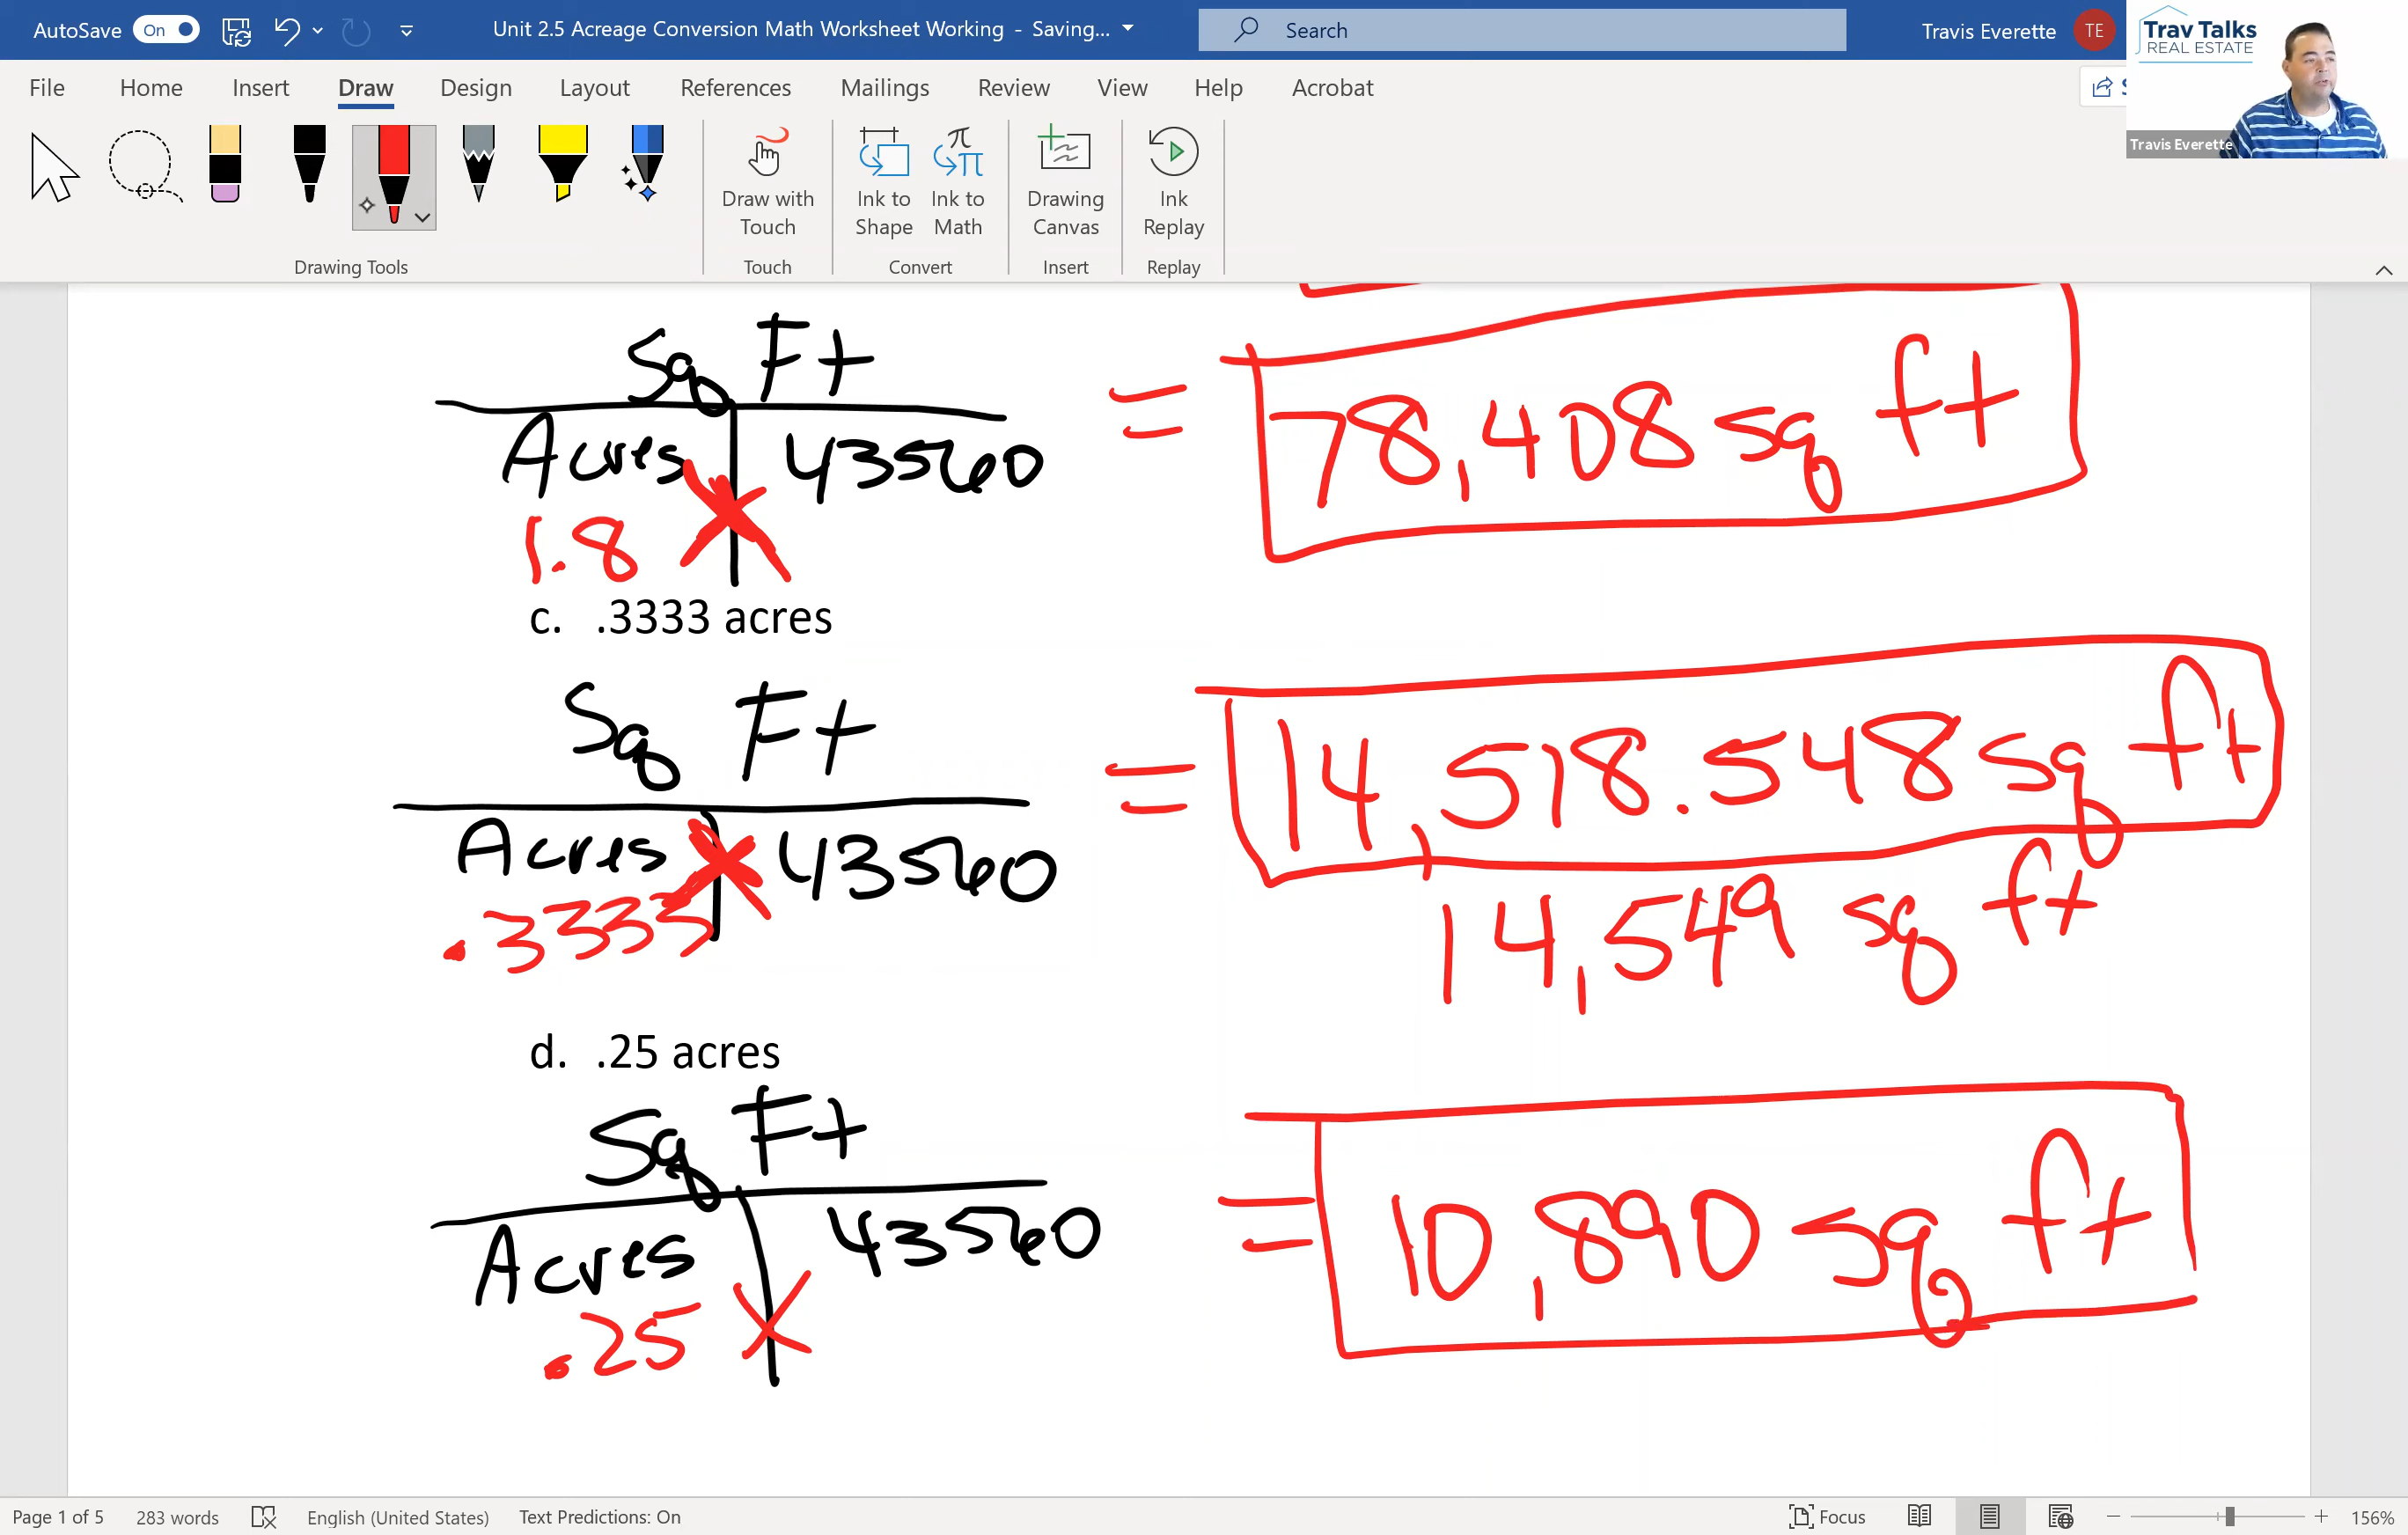 AutoSave On Unit 2.5 Acreage Conversion Math Worksheet Working - Saving... Search Travis Everette TE
Trav Talks
REAL ESTATE
Travis Everette
File Home Insert Draw Design Layout References Mailings Review View Help Acrobat
Draw with Touch
Ink to Shape
Ink to Math
Drawing Canvas
Ink Replay
Drawing Tools Touch Convert Insert Replay
Sq Ft
Acres 43560 = 78,408 sq ft
1.8 X
c. .3333 acres
Sq Ft
Acres X 43560 = 14,518.548 sq ft
.3333 14,549 sq ft
d. .25 acres
Sq Ft
Acres 43560 = 10,890 sq ft
.25 X
Page 1 of 5 283 words English (United States) Text Predictions: On Focus 156%